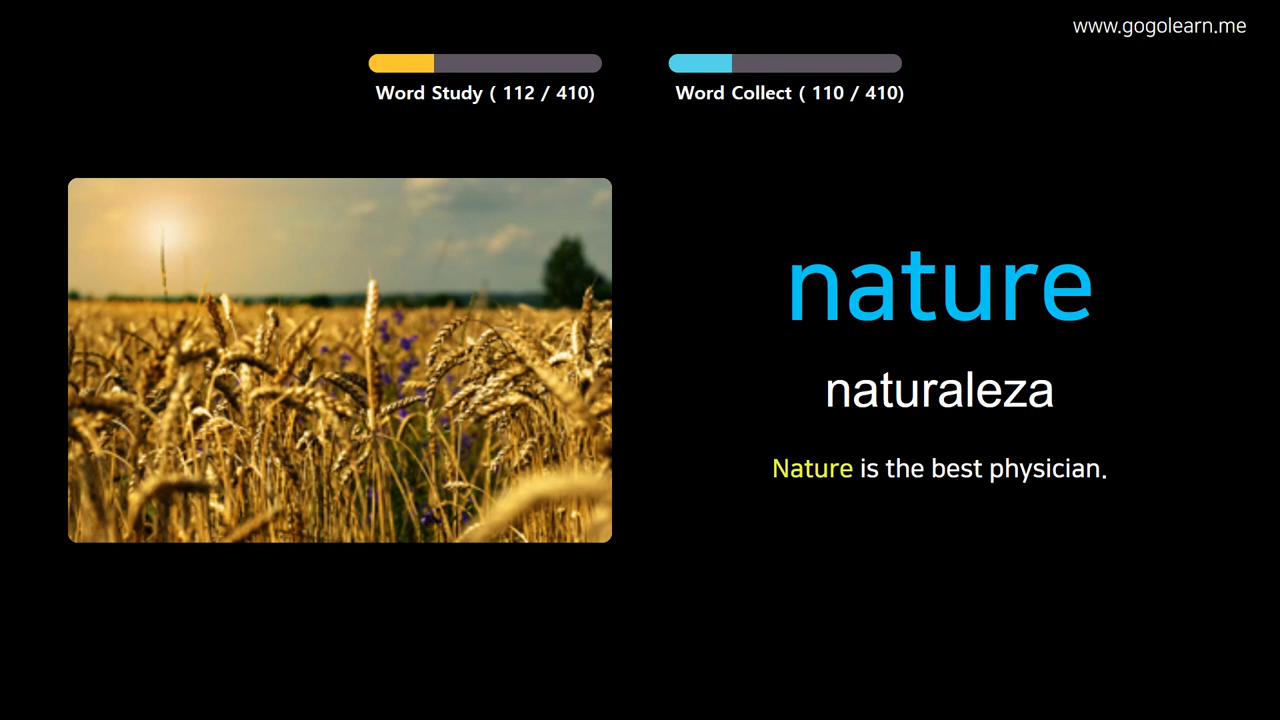 www.gogolearn.me
Word Study ( 112 / 410)
Word Collect ( 110 / 410)
nature
naturaleza
Nature is the best physician.